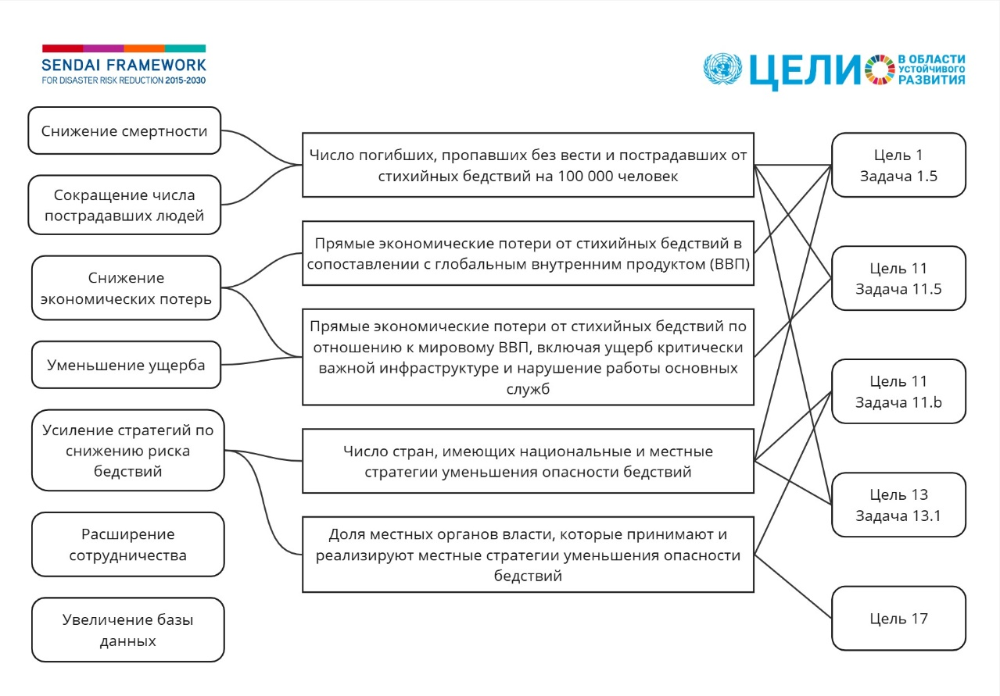 SENDAI FRAMEWORK
FOR DISASTER RISK REDUCTION 2015-2030
ЦЕЛИ
В ОБЛАСТИ
УСТОЙЧИВОГО
РАЗВИТИЯ
Снижение смертности
Сокращение числа
пострадавших людей
Снижение
экономических потерь
Уменьшение ущерба
Усиление стратегий по
снижению риска
бедствий
Расширение
сотрудничества
Увеличение базы
данных
Число погибших, пропавших без вести и пострадавших от
стихийных бедствий на 100 000 человек
Прямые экономические потери от стихийных бедствий в
сопоставлении с глобальным внутренним продуктом (ВВП)
Прямые экономические потери от стихийных бедствий по
отношению к мировому ВВП, включая ущерб критически
важной инфраструктуре и нарушение работы основных
служб
Число стран, имеющих национальные и местные
стратегии уменьшения опасности бедствий
Доля местных органов власти, которые принимают и
реализируют местные стратегии уменьшения опасности
бедствий
Цель 1
Задача 1.5
Цель 11
Задача 11.5
Цель 11
Задача 11.b
Цель 13
Задача 13.1
Цель 17